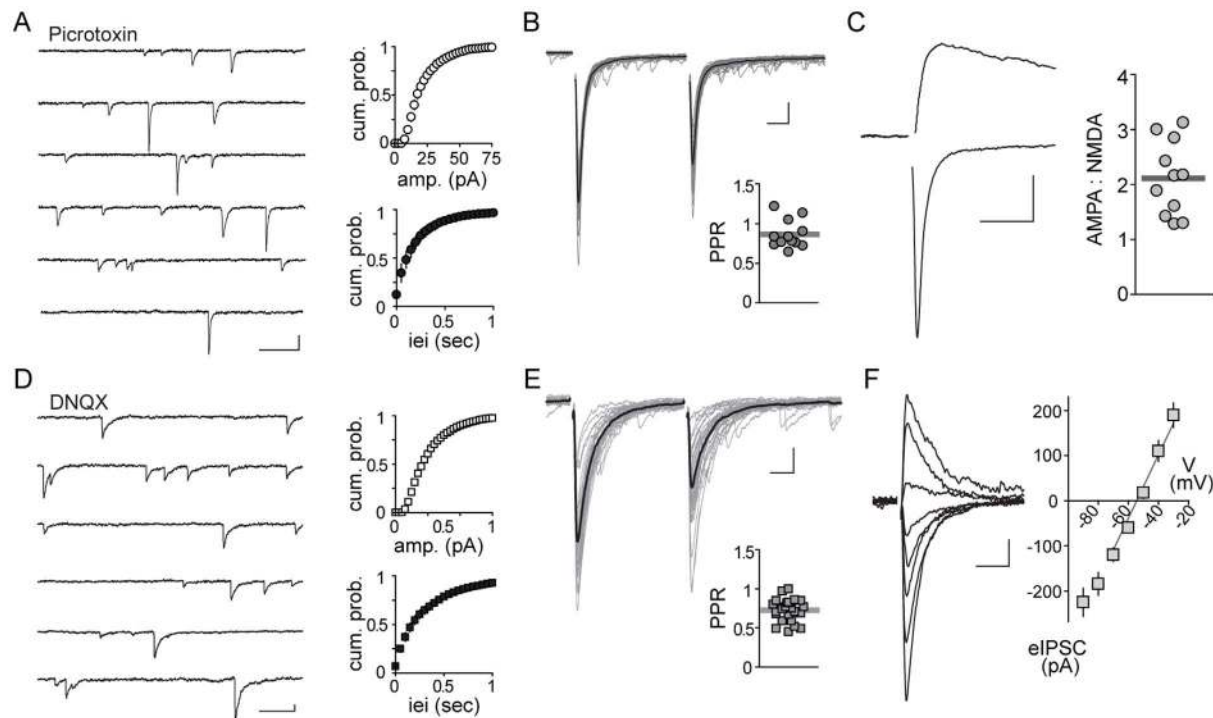 A
Picrotoxin
cum. prob.
1
0.5
0
0
25
50
75
amp. (pA)
cum. prob.
1
0.5
0
0
0.5
1
iei (sec)
B
PPR
1.5
1
0.5
0
C
AMPA : NMDA
4
3
2
1
0
D
DNQX
cum. prob.
1
0.5
0
0
0.5
1
amp. (pA)
cum. prob.
1
0.5
0
0
0.5
1
iei (sec)
E
PPR
1.5
1
0.5
0
F
200
100
0
-100
-200
-80
-60
-40
-20
V
(mV)
eIPSC
(pA)